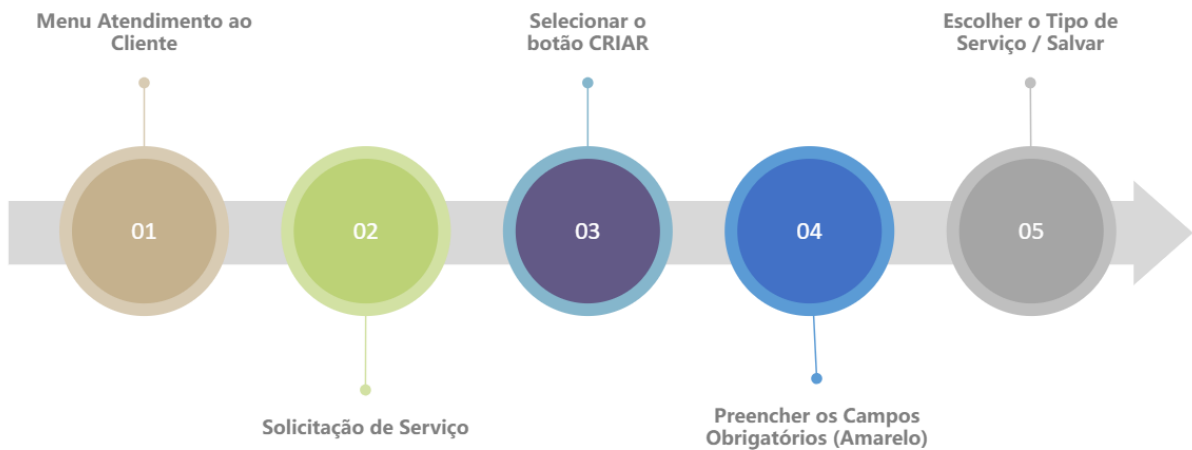 Menu Atendimento ao
Cliente
Selecionar o
botão CRIAR
Escolher o Tipo de
Serviço / Salvar
01
02
03
04
05
Solicitação de Serviço
Preencher os Campos
Obrigatórios (Amarelo)